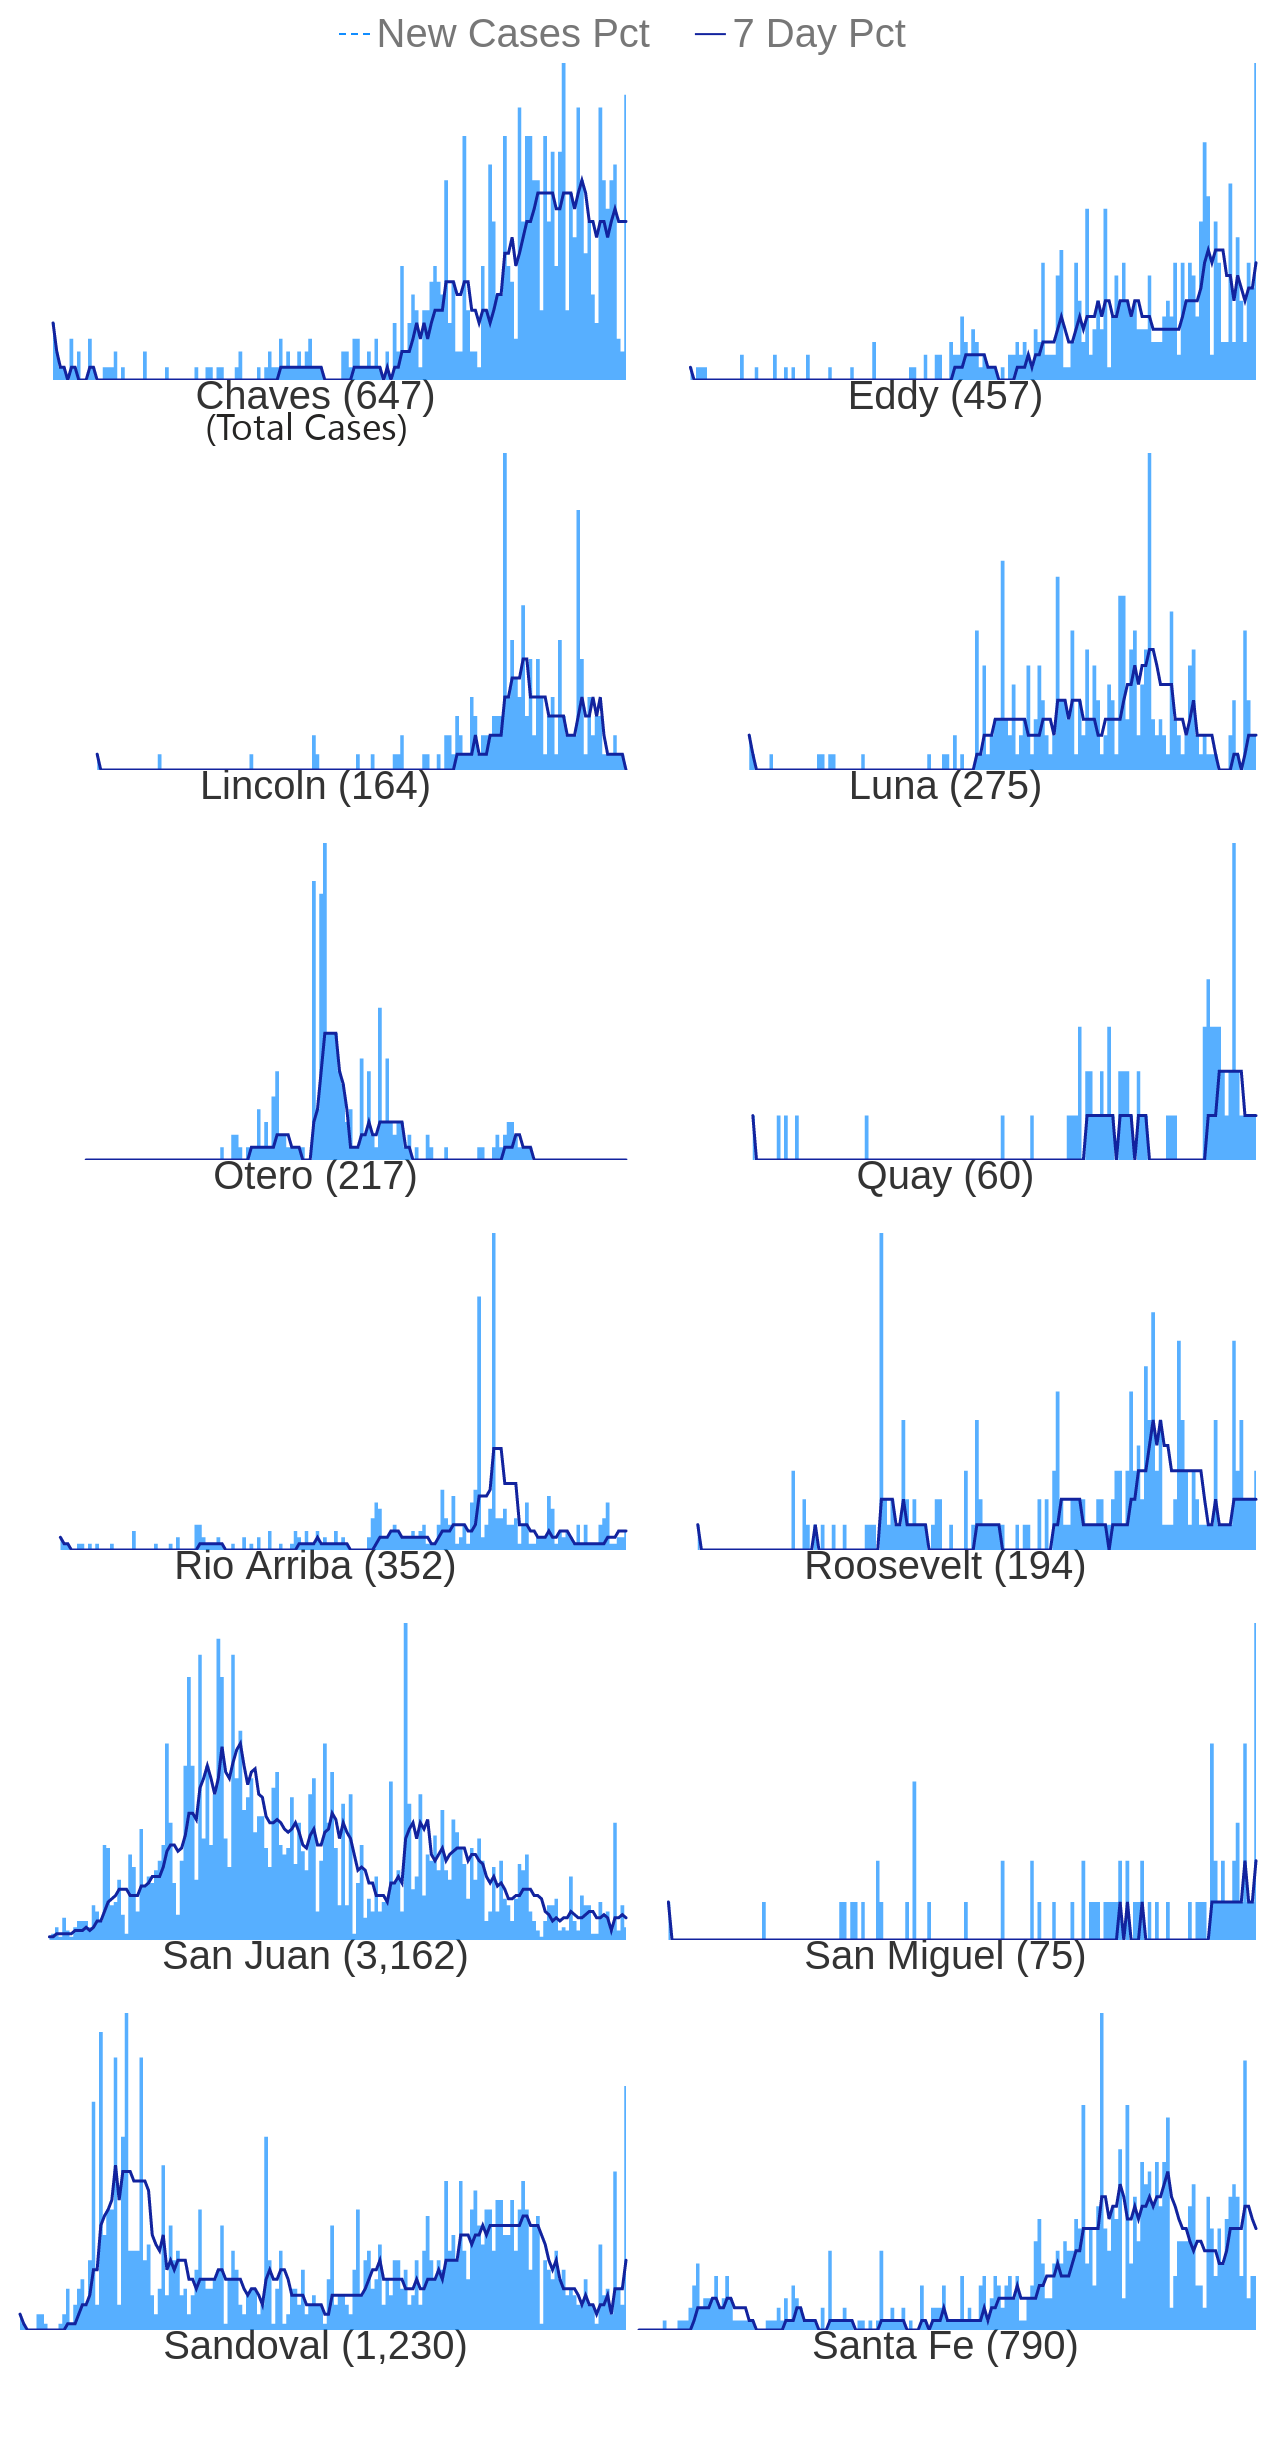 New Cases Pct 7 Day Pct
Chaves (647) Eddy (457)
(Total Cases)
Lincoln (164) Luna (275)
Otero (217) Quay (60)
Rio Arriba (352) Roosevelt (194)
San Juan (3,162) San Miguel (75)
Sandoval (1,230) Santa Fe (790)